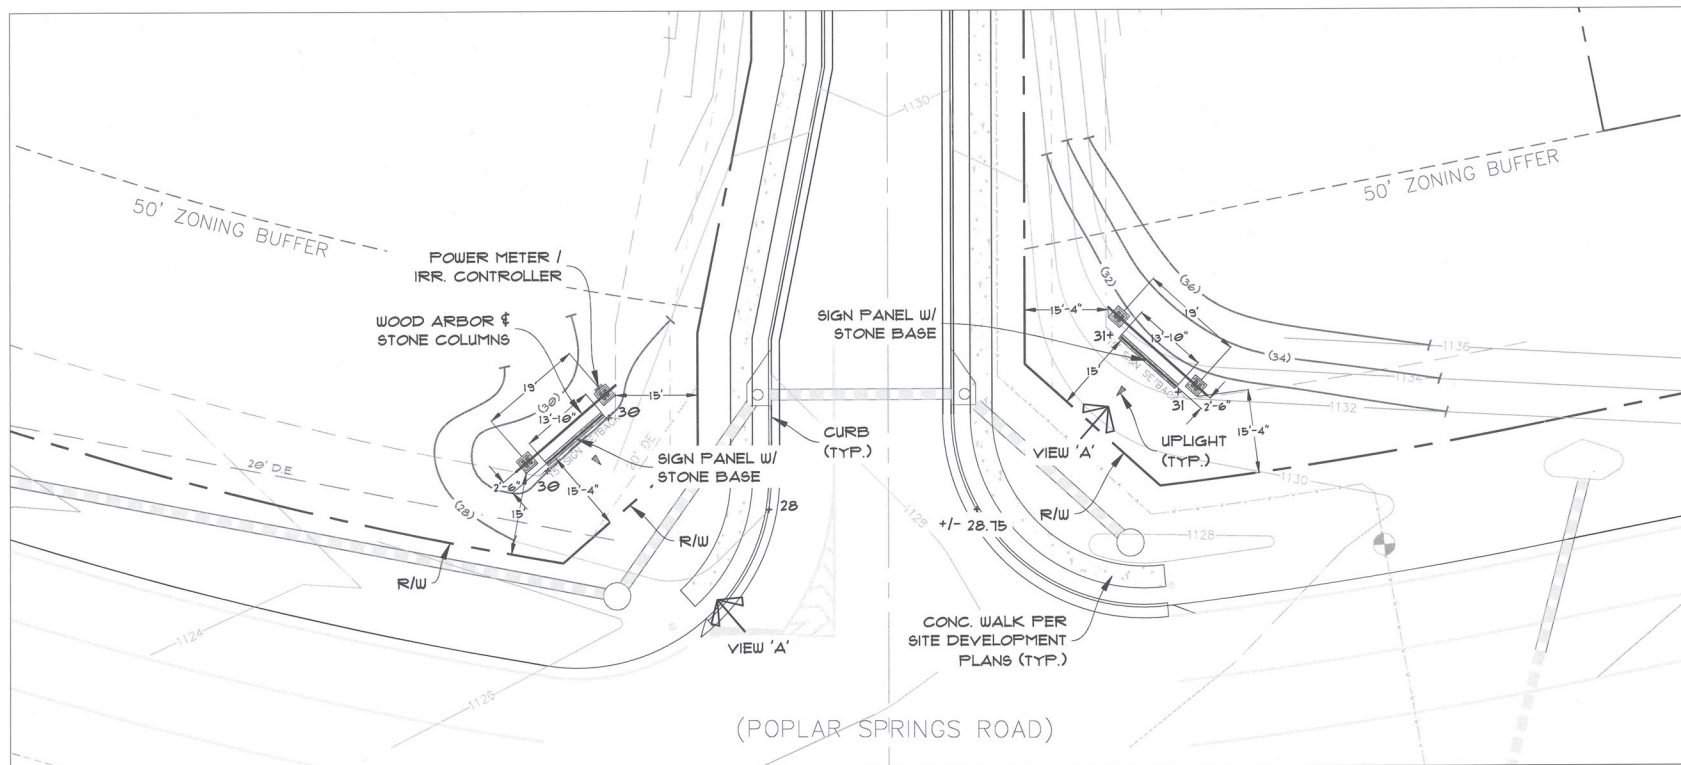 1130
50' ZONING BUFFER
50' ZONING BUFFER
POWER METER /
IRR. CONTROLLER
WOOD ARBOR &
STONE COLUMNS
SIGN PANEL W/
STONE BASE
(32)
(36)
19'
15'-4"
31+
13'-10"
15'
(34)
1136
1134
1132
31
2'-6"
15'-4"
19'
(30)
13'-10"
30
15'
SIGN PANEL W/
STONE BASE
20' D.E.
20' D.E.
2'-6"
30
15'-4"
15'
(28)
CURB
(TYP.)
VIEW 'A'
UPLIGHT
(TYP.)
1130
R/W
R/W
R/W
+ 28
1128
+/- 28.75
1128
1124
1126
VIEW 'A'
CONC. WALK PER
SITE DEVELOPMENT
PLANS (TYP.)
(POPLAR SPRINGS ROAD)